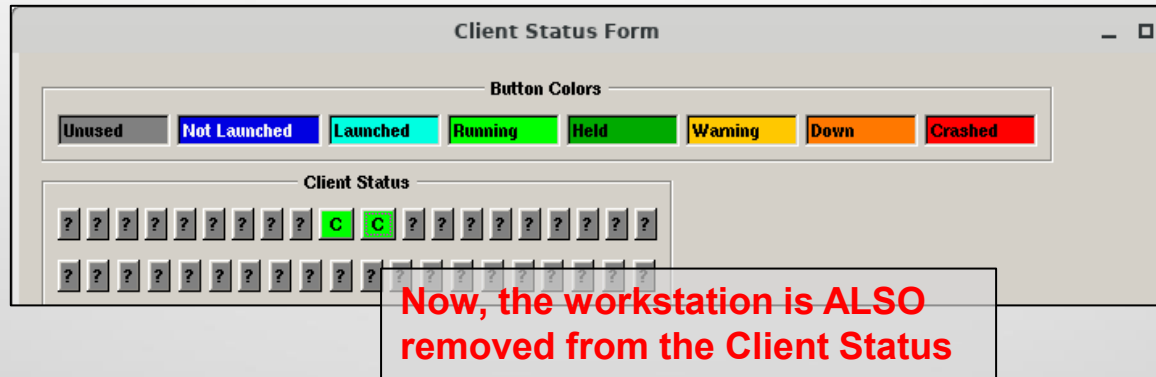 Client Status Form
Button Colors
Unused Not Launched Launched Running Held Warning Down Crashed
Client Status
? ? ? ? ? ? ? ? ? C C ? ? ? ? ? ? ? ? ?
? ? ? ? ? ? ? ? ? ? ? ? ? ? ? ? ? ? ? ?
Now, the workstation is ALSO
removed from the Client Status